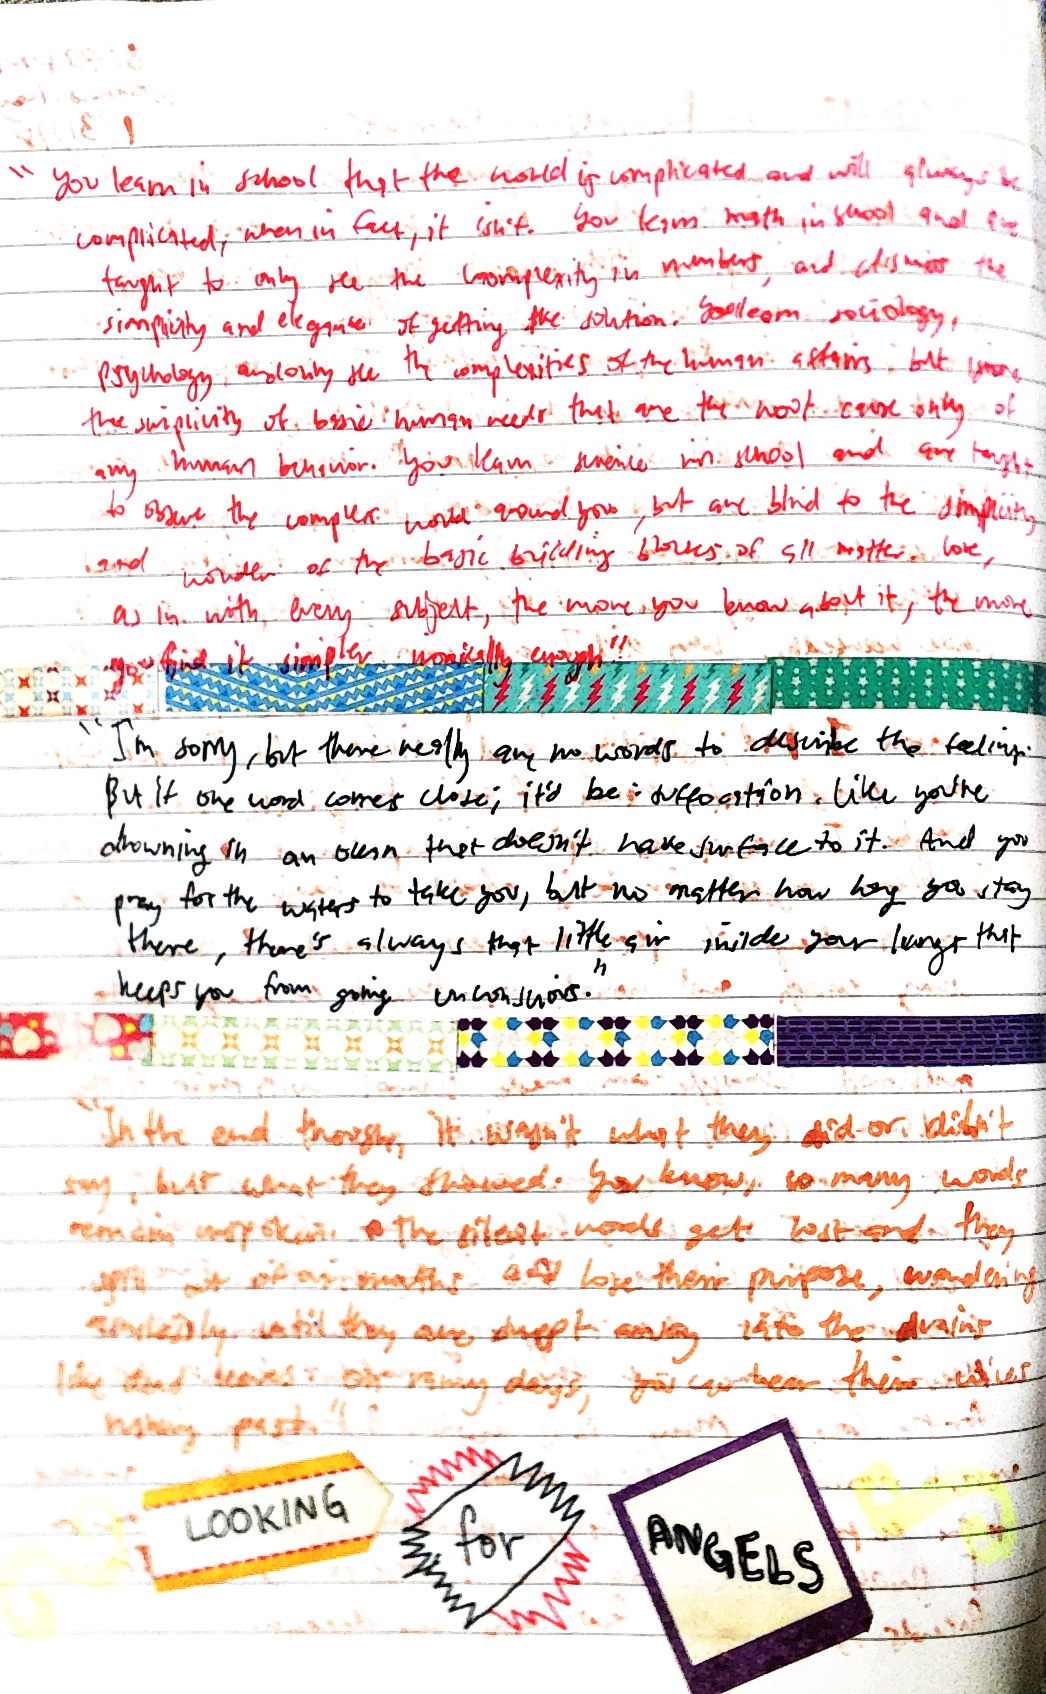 "You learn in school that the world is complicated and will always be
complicated, when in fact, it isn't. You learn math in school and are
taught to only see the complexity in numbers, and dismiss the
simplicity and elegance of getting the solution. You learn sociology,
psychology, and only see the complexities of the human affairs but ignore
the simplicity of basic human needs that are the root cause only of
any human behavior. You learn science in school and are taught
to observe the complex world around you, but are blind to the simplicity
and wonder of the basic building blocks of all matter. Love,
as in with every subject, the more you know about it, the more
you find it simpler ironically enough"
"I'm sorry, but there really are no words to describe the feeling.
But if one word comes close; it'd be: suffocation. Like you're
drowning in an ocean that doesn't have surface to it. And you
pray for the waters to take you, but no matter how long you stay
there, there's always that little air inside your lungs that
keeps you from going unconscious."
"In the end though, it wasn't what they did or didn't
say, but what they showed. You know, so many words
remain unspoken. The silent words get lost and they
spill out of our mouths and lose their purpose, wandering
until they are swept away into the drains
like dead leaves on rainy days, you can hear their voices
rushing past."
LOOKING for ANGELS